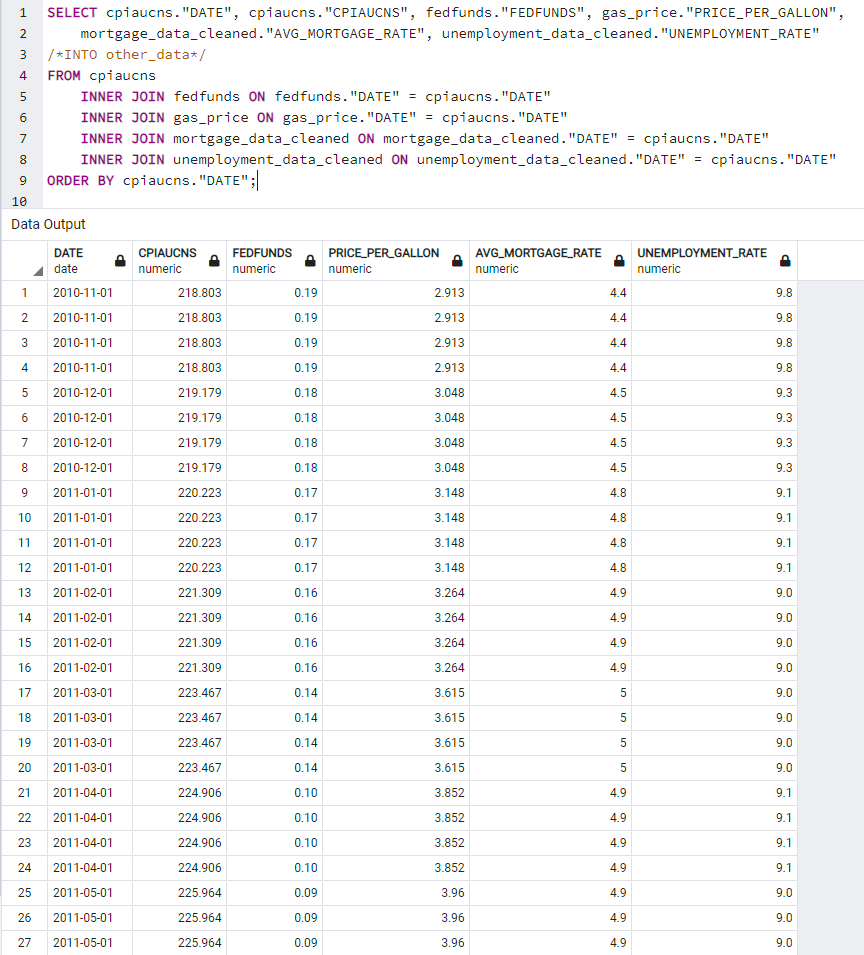 1 SELECT cpiaucns."DATE", cpiaucns."CPIAUCNS", fedfunds."FEDFUNDS", gas_price."PRICE_PER_GALLON",
2 mortgage_data_cleaned."AVG_MORTGAGE_RATE", unemployment_data_cleaned."UNEMPLOYMENT_RATE"
3 /*INTO other_data*/
4 FROM cpiaucns
5 INNER JOIN fedfunds ON fedfunds."DATE" = cpiaucns."DATE"
6 INNER JOIN gas_price ON gas_price."DATE" = cpiaucns."DATE"
7 INNER JOIN mortgage_data_cleaned ON mortgage_data_cleaned."DATE" = cpiaucns."DATE"
8 INNER JOIN unemployment_data_cleaned ON unemployment_data_cleaned."DATE" = cpiaucns."DATE"
9 ORDER BY cpiaucns."DATE";
10
Data Output
DATE CPIAUCNS FEDFUNDS PRICE_PER_GALLON AVG_MORTGAGE_RATE UNEMPLOYMENT_RATE
date numeric numeric numeric numeric numeric
1 2010-11-01 218.803 0.19 2.913 4.4 9.8
2 2010-11-01 218.803 0.19 2.913 4.4 9.8
3 2010-11-01 218.803 0.19 2.913 4.4 9.8
4 2010-11-01 218.803 0.19 2.913 4.4 9.8
5 2010-12-01 219.179 0.18 3.048 4.5 9.3
6 2010-12-01 219.179 0.18 3.048 4.5 9.3
7 2010-12-01 219.179 0.18 3.048 4.5 9.3
8 2010-12-01 219.179 0.18 3.048 4.5 9.3
9 2011-01-01 220.223 0.17 3.148 4.8 9.1
10 2011-01-01 220.223 0.17 3.148 4.8 9.1
11 2011-01-01 220.223 0.17 3.148 4.8 9.1
12 2011-01-01 220.223 0.17 3.148 4.8 9.1
13 2011-02-01 221.309 0.16 3.264 4.9 9.0
14 2011-02-01 221.309 0.16 3.264 4.9 9.0
15 2011-02-01 221.309 0.16 3.264 4.9 9.0
16 2011-02-01 221.309 0.16 3.264 4.9 9.0
17 2011-03-01 223.467 0.14 3.615 5 9.0
18 2011-03-01 223.467 0.14 3.615 5 9.0
19 2011-03-01 223.467 0.14 3.615 5 9.0
20 2011-03-01 223.467 0.14 3.615 5 9.0
21 2011-04-01 224.906 0.10 3.852 4.9 9.1
22 2011-04-01 224.906 0.10 3.852 4.9 9.1
23 2011-04-01 224.906 0.10 3.852 4.9 9.1
24 2011-04-01 224.906 0.10 3.852 4.9 9.1
25 2011-05-01 225.964 0.09 3.96 4.9 9.0
26 2011-05-01 225.964 0.09 3.96 4.9 9.0
27 2011-05-01 225.964 0.09 3.96 4.9 9.0